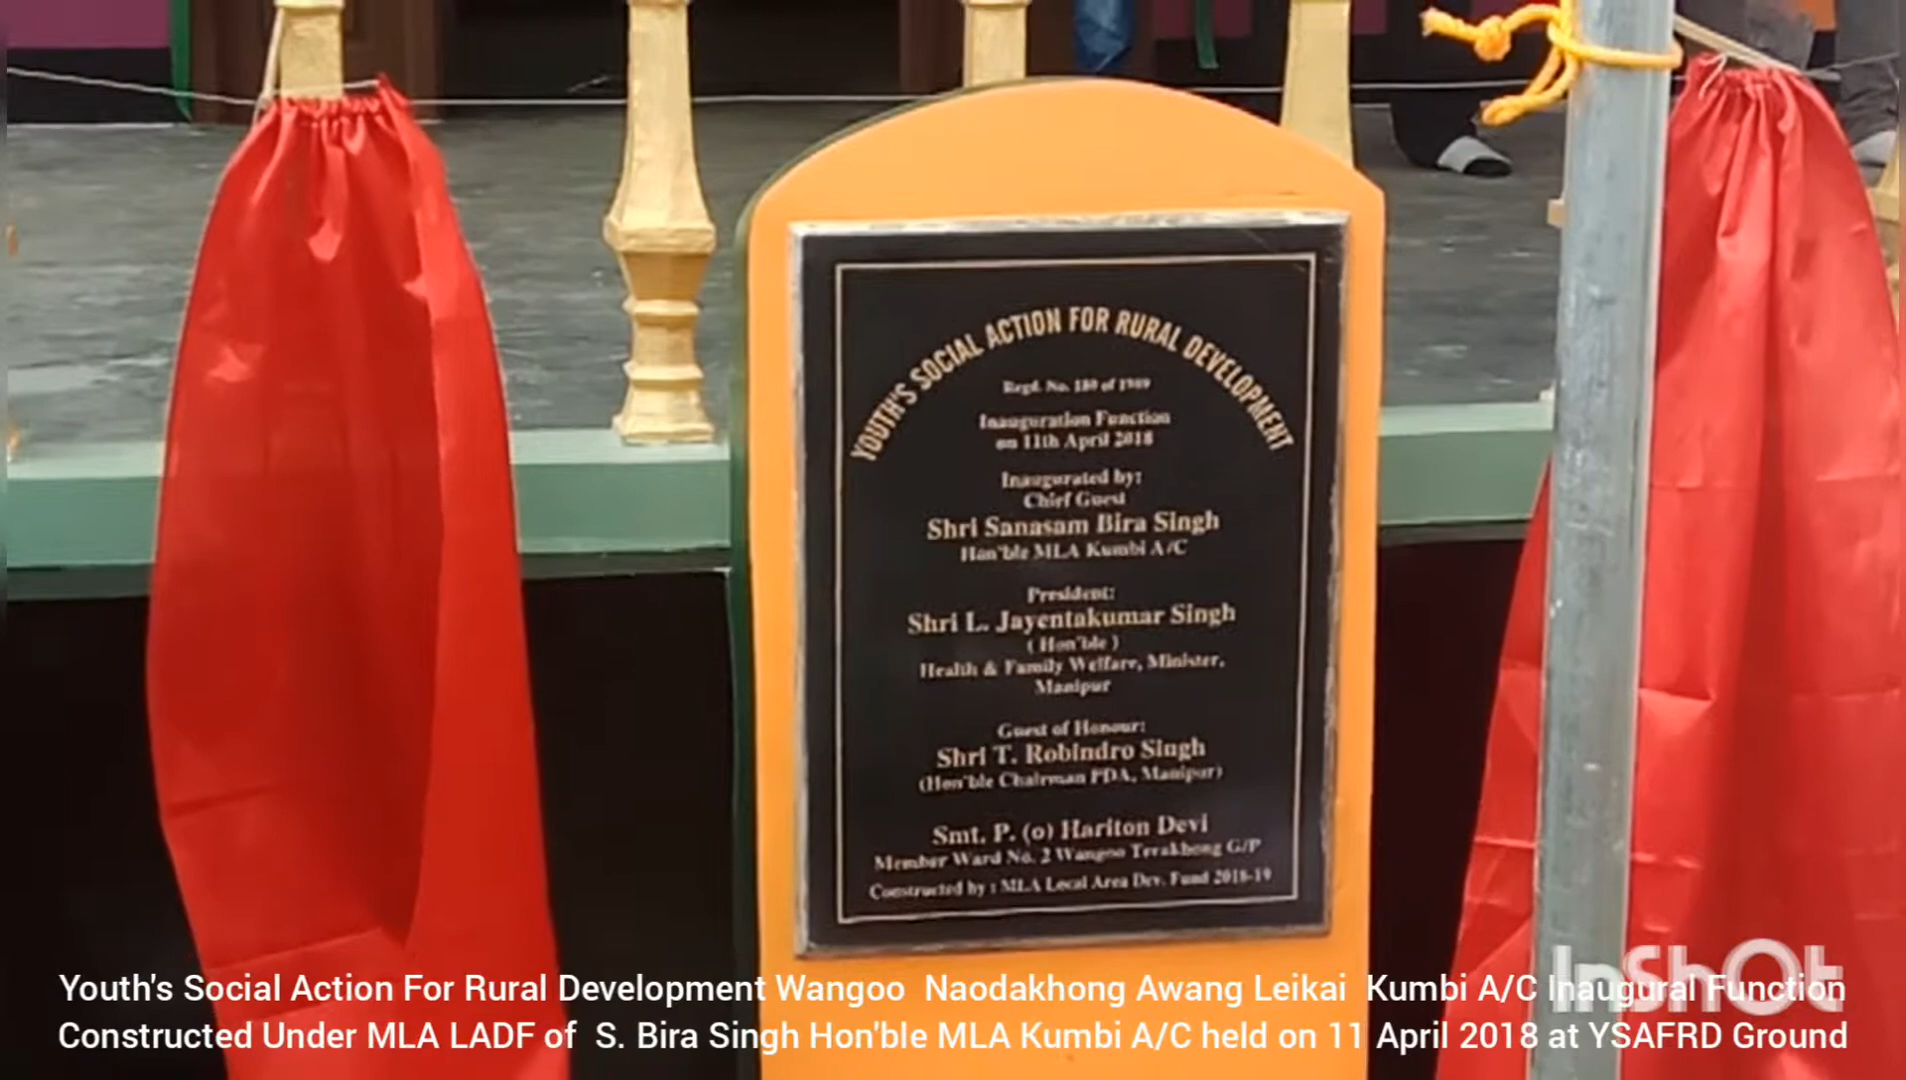 YOUTH'S SOCIAL ACTION FOR RURAL DEVELOPMENT
Regd. No. 180 of 1989
Inauguration Function
on 11th April 2018
Inaugurated by:
Chief Guest
Shri Sanasam Bira Singh
Hon'ble MLA Kumbi A/C
President:
Shri L. Jayentakumar Singh
( Hon'ble )
Health & Family Welfare, Minister,
Manipur
Guest of Honour:
Shri T. Robindro Singh
(Hon'ble Chairman PDA, Manipur)
Smt. P. (o) Hariton Devi
Member Ward No. 2 Wangoo Terakhong G/P
Constructed by : MLA Local Area Dev. Fund 2018-19
InShOt
Youth's Social Action For Rural Development Wangoo Naodakhong Awang Leikai Kumbi A/C Inaugural Function
Constructed Under MLA LADF of S. Bira Singh Hon'ble MLA Kumbi A/C held on 11 April 2018 at YSAFRD Ground